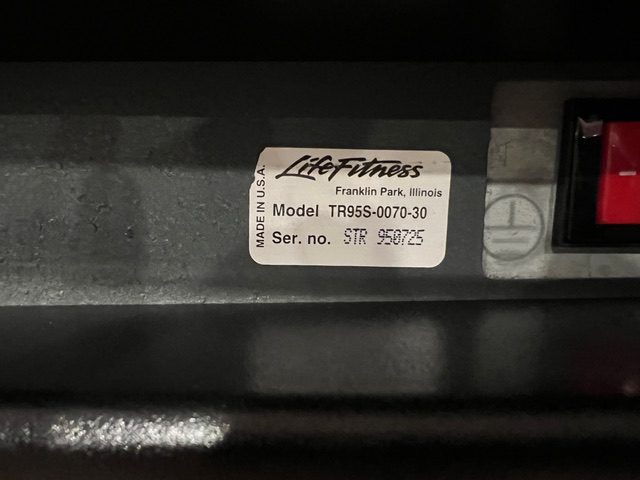 LifeFitness
Franklin Park, Illinois
MADE IN U.S.A.
Model TR95S-0070-30
Ser. no. STR 950725